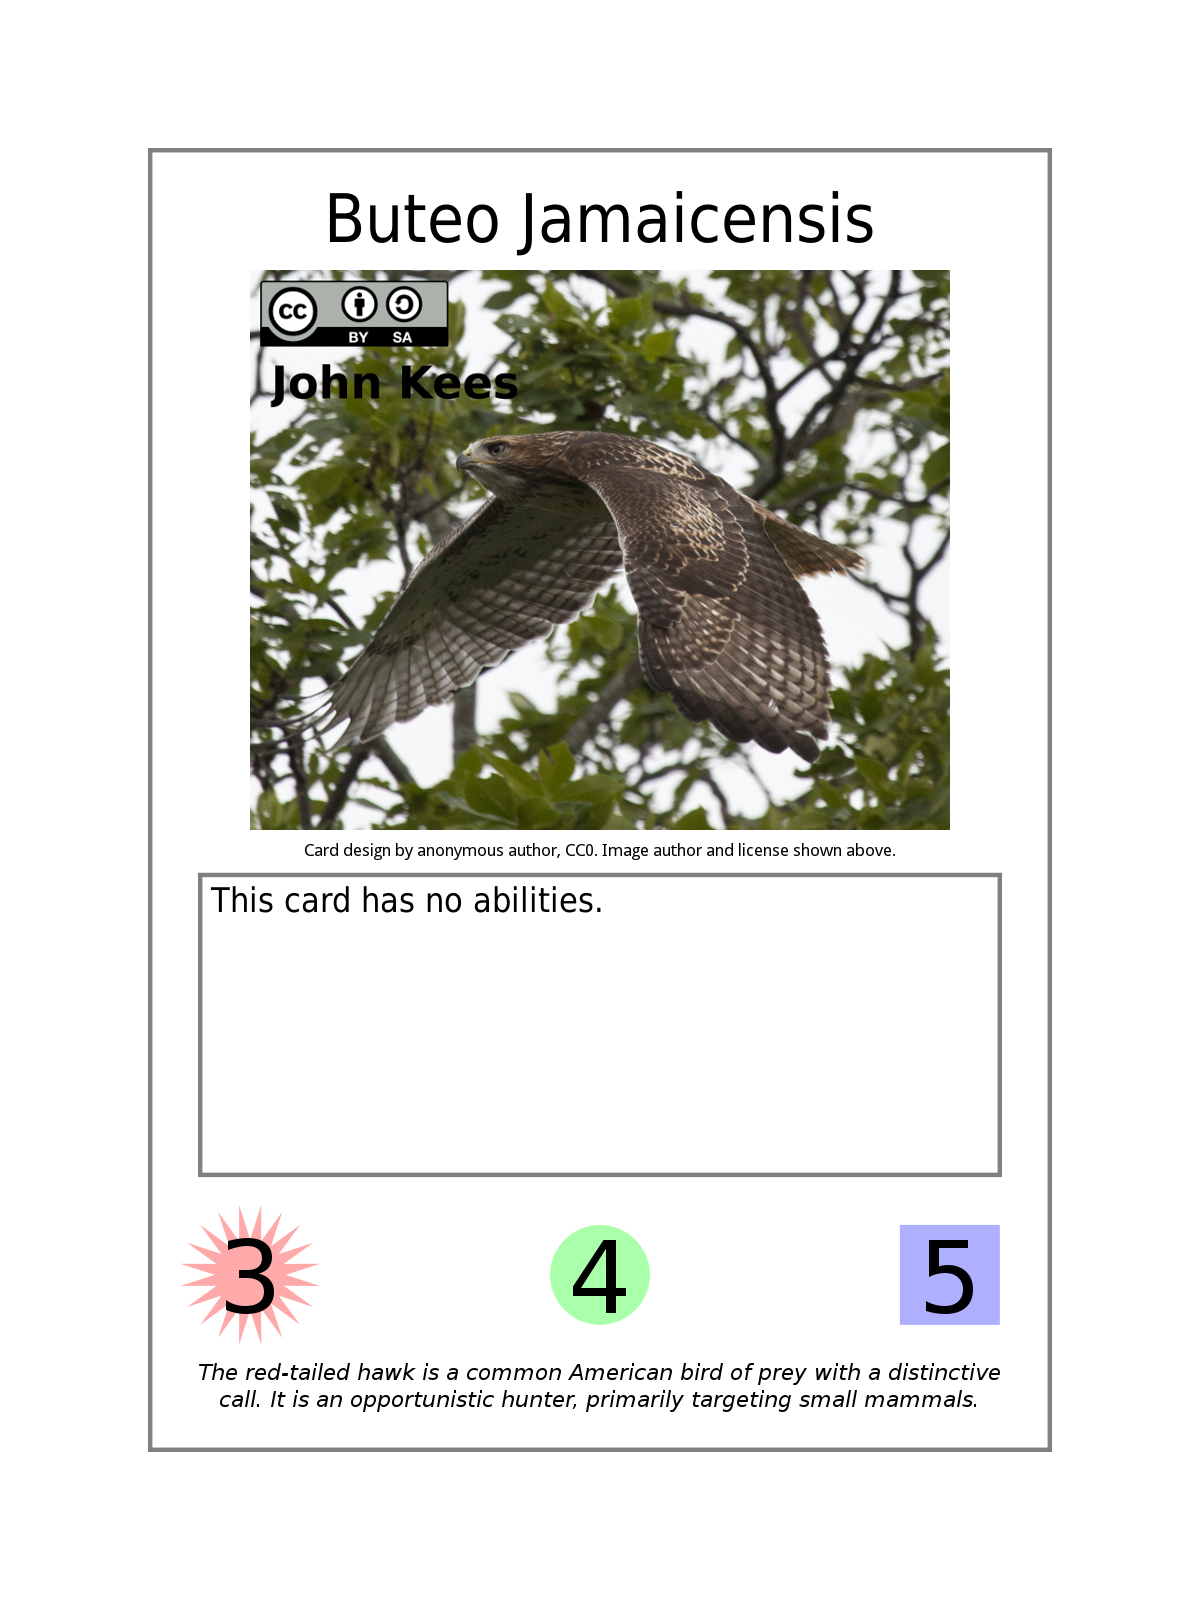 Buteo Jamaicensis
cc
BY SA
John Kees
Card design by anonymous author, CC0. Image author and license shown above.
This card has no abilities.
3 4 5
The red-tailed hawk is a common American bird of prey with a distinctive
call. It is an opportunistic hunter, primarily targeting small mammals.